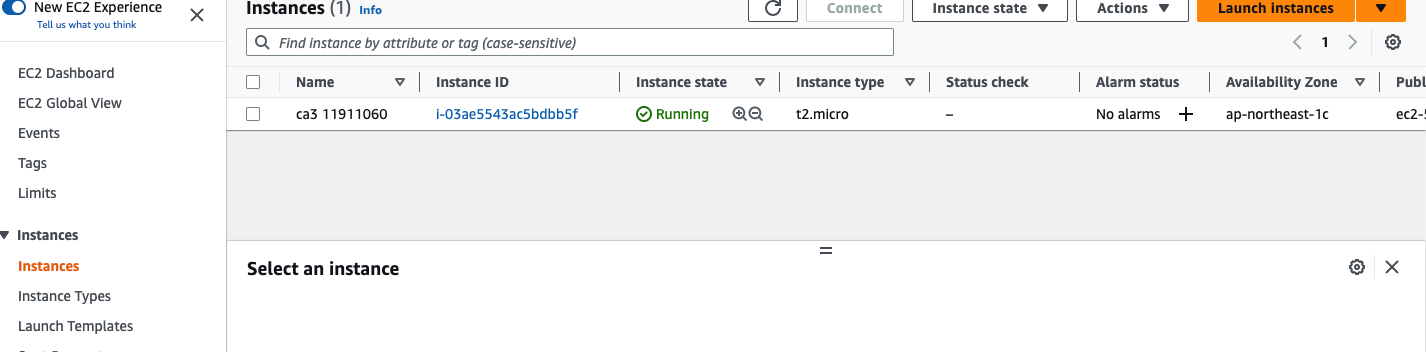 New EC2 Experience
Tell us what you think
EC2 Dashboard
EC2 Global View
Events
Tags
Limits
Instances
Instances
Instance Types
Launch Templates
Instances (1) Info
Connect
Instance state
Actions
Launch instances
Find instance by attribute or tag (case-sensitive)
1
Name Instance ID Instance state Instance type Status check Alarm status Availability Zone Publ
ca3 11911060 i-03ae5543ac5bdbb5f Running t2.micro – No alarms ap-northeast-1c ec2-5
Select an instance